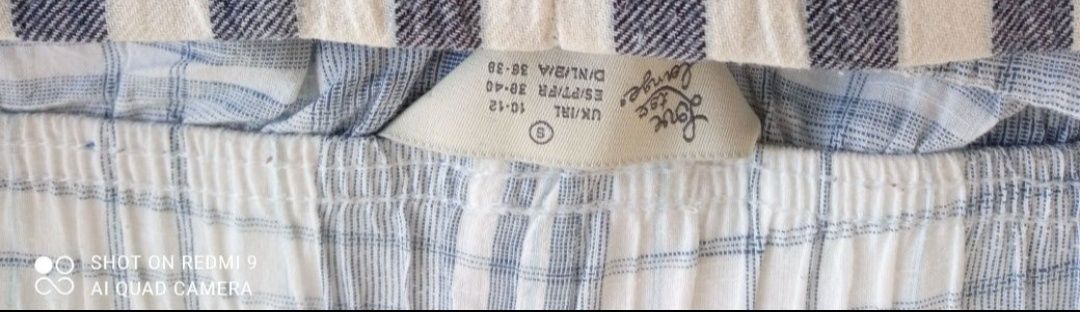 Love
to
Lounge
S
UK/IRL 10-12
ES/PT/FR 38-40
D/NL/B/A 36-38
SHOT ON REDMI 9
AI QUAD CAMERA